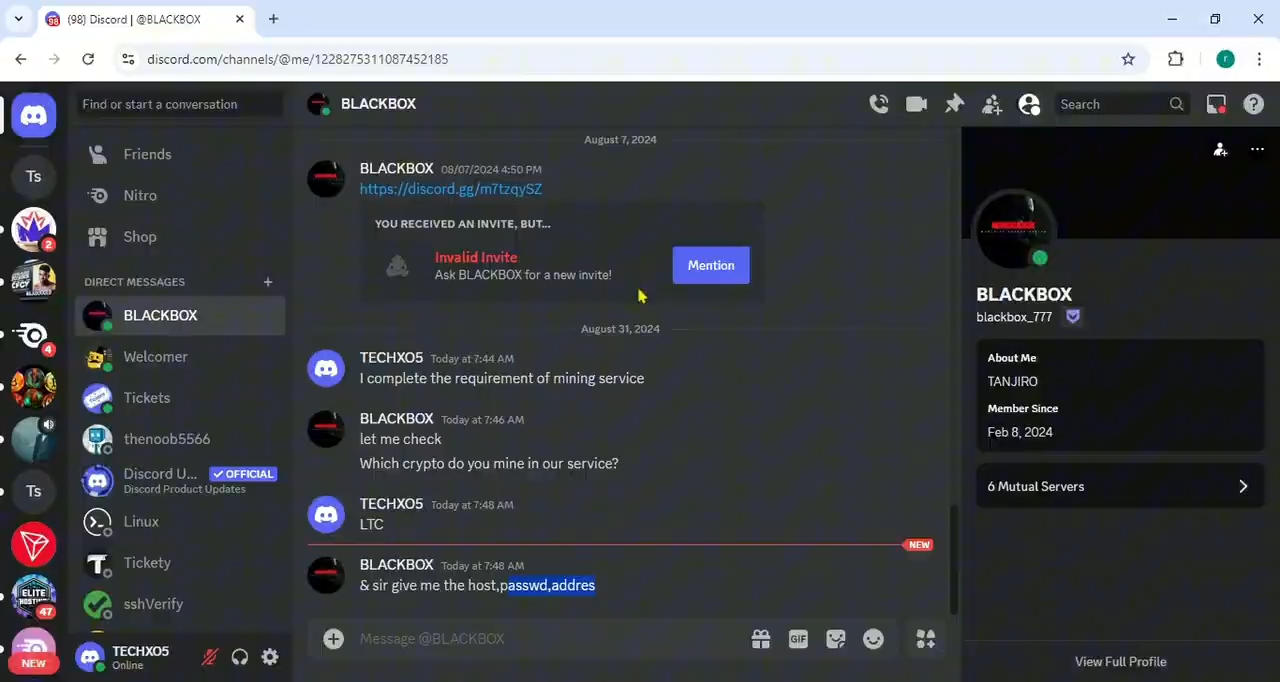 (98) Discord | @BLACKBOX
discord.com/channels/@me/1228275311087452185
r
Find or start a conversation
BLACKBOX
Search
Friends
Nitro
Shop
DIRECT MESSAGES
BLACKBOX
Welcomer
Tickets
thenoob5566
Discord U... ✓ OFFICIAL
Discord Product Updates
Linux
Tickety
sshVerify
TECHXO5
Online
Ts
2
4
Ts
ELITE
47
NEW
August 7, 2024
BLACKBOX 08/07/2024 4:50 PM
https://discord.gg/m7tzqySZ
YOU RECEIVED AN INVITE, BUT...
Invalid Invite
Ask BLACKBOX for a new invite!
Mention
August 31, 2024
TECHXO5 Today at 7:44 AM
I complete the requirement of mining service
BLACKBOX Today at 7:46 AM
let me check
Which crypto do you mine in our service?
TECHXO5 Today at 7:48 AM
LTC
NEW
BLACKBOX Today at 7:48 AM
& sir give me the host,passwd,addres
Message @BLACKBOX
GIF
BLACKBOX
blackbox_777
About Me
TANJIRO
Member Since
Feb 8, 2024
6 Mutual Servers
View Full Profile